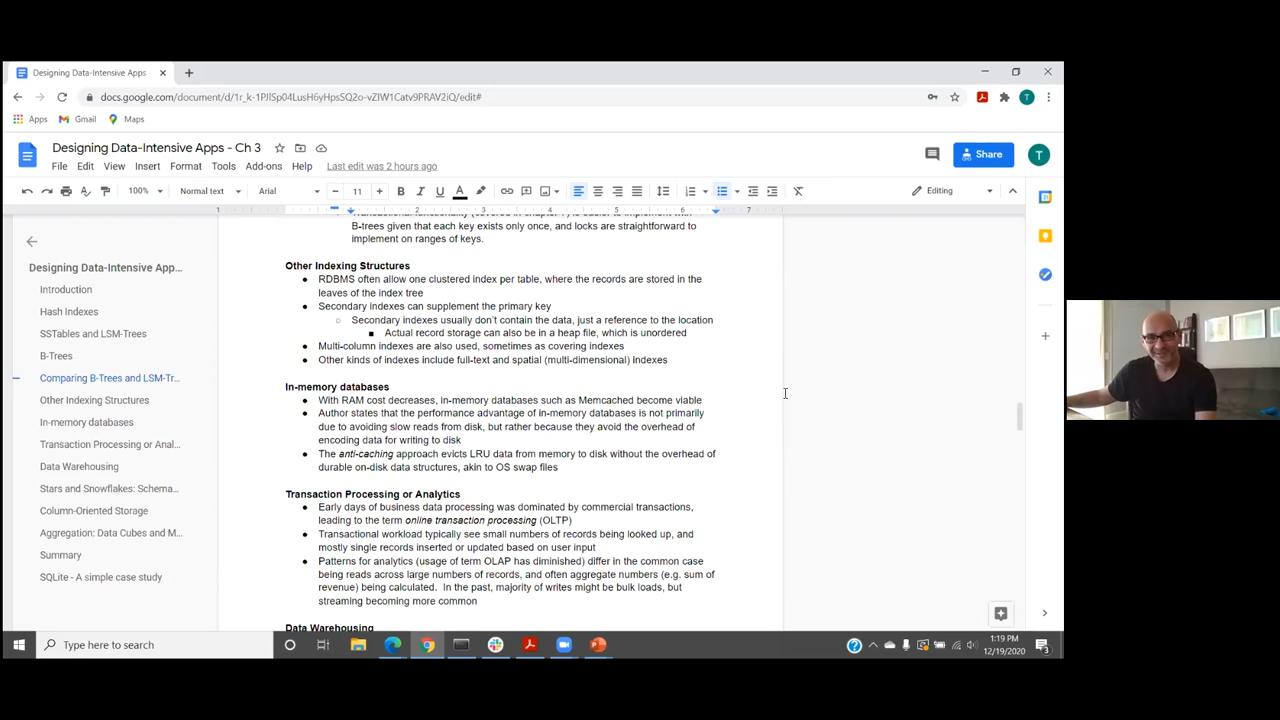 Designing Data-Intensive Apps
docs.google.com/document/d/1r_k-1PJlSp04LusH6yHpsSQ2o-vZIW1Catv9PRAV2iQ/edit#
Apps Gmail Maps
Designing Data-Intensive Apps - Ch 3
File Edit View Insert Format Tools Add-ons Help Last edit was 2 hours ago
Share
T
100% Normal text Arial 11 Editing
1 1 2 3 4 5 6 7
Designing Data-Intensive App...
Introduction
Hash Indexes
SSTables and LSM-Trees
B-Trees
Comparing B-Trees and LSM-Tr...
Other Indexing Structures
In-memory databases
Transaction Processing or Anal...
Data Warehousing
Stars and Snowflakes: Schema...
Column-Oriented Storage
Aggregation: Data Cubes and M...
Summary
SQLite - A simple case study
B-trees given that each key exists only once, and locks are straightforward to
implement on ranges of keys.
Other Indexing Structures
● RDBMS often allow one clustered index per table, where the records are stored in the
leaves of the index tree
● Secondary indexes can supplement the primary key
○ Secondary indexes usually don't contain the data, just a reference to the location
■ Actual record storage can also be in a heap file, which is unordered
● Multi-column indexes are also used, sometimes as covering indexes
● Other kinds of indexes include full-text and spatial (multi-dimensional) indexes
In-memory databases
● With RAM cost decreases, in-memory databases such as Memcached become viable
● Author states that the performance advantage of in-memory databases is not primarily
due to avoiding slow reads from disk, but rather because they avoid the overhead of
encoding data for writing to disk
● The anti-caching approach evicts LRU data from memory to disk without the overhead of
durable on-disk data structures, akin to OS swap files
Transaction Processing or Analytics
● Early days of business data processing was dominated by commercial transactions,
leading to the term online transaction processing (OLTP)
● Transactional workload typically see small numbers of records being looked up, and
mostly single records inserted or updated based on user input
● Patterns for analytics (usage of term OLAP has diminished) differ in the common case
being reads across large numbers of records, and often aggregate numbers (e.g. sum of
revenue) being calculated. In the past, majority of writes might be bulk loads, but
streaming becoming more common
Data Warehousing
Type here to search
1:19 PM
12/19/2020
3